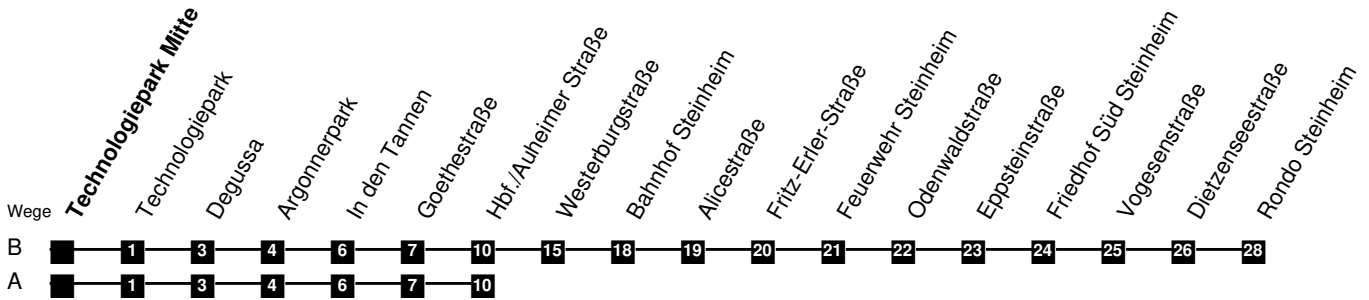 Technologiepark Mitte
Technologiepark
Degussa
Argonnerpark
In den Tannen
Goethestraße
Hbf./Auheimer Straße
Westerburgstraße
Bahnhof Steinheim
Alicestraße
Fritz-Erler-Straße
Feuerwehr Steinheim
Odenwaldstraße
Eppsteinstraße
Friedhof Süd Steinheim
Vogesenstraße
Dietzenseestraße
Rondo Steinheim
Wege
B 1 3 4 6 7 10 15 18 19 20 21 22 23 24 25 26 28
A 1 3 4 6 7 10